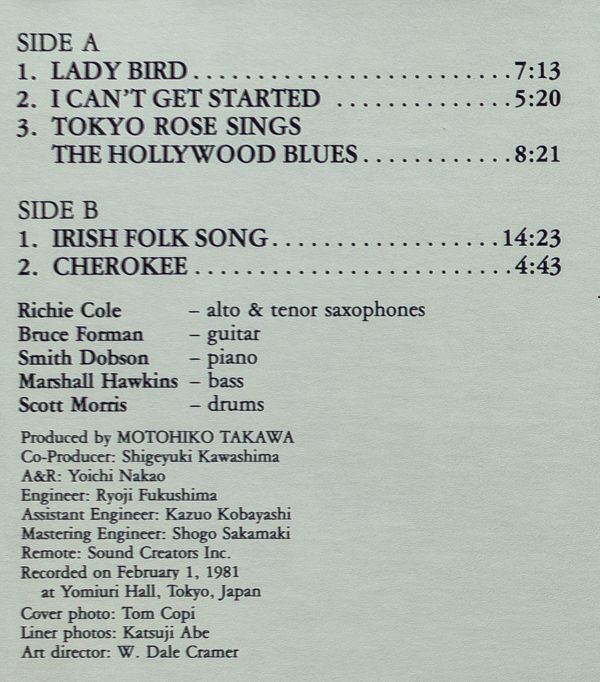 SIDE A
1. LADY BIRD . . . . . . . . . . . . . . . . . . . . . . . . . 7:13
2. I CAN'T GET STARTED . . . . . . . . . . . . . . 5:20
3. TOKYO ROSE SINGS
THE HOLLYWOOD BLUES . . . . . . . . . . . . 8:21
SIDE B
1. IRISH FOLK SONG . . . . . . . . . . . . . . . . . . 14:23
2. CHEROKEE . . . . . . . . . . . . . . . . . . . . . . . . . 4:43
Richie Cole – alto & tenor saxophones
Bruce Forman – guitar
Smith Dobson – piano
Marshall Hawkins – bass
Scott Morris – drums
Produced by MOTOHIKO TAKAWA
Co-Producer: Shigeyuki Kawashima
A&R: Yoichi Nakao
Engineer: Ryoji Fukushima
Assistant Engineer: Kazuo Kobayashi
Mastering Engineer: Shogo Sakamaki
Remote: Sound Creators Inc.
Recorded on February 1, 1981
at Yomiuri Hall, Tokyo, Japan
Cover photo: Tom Copi
Liner photos: Katsuji Abe
Art director: W. Dale Cramer